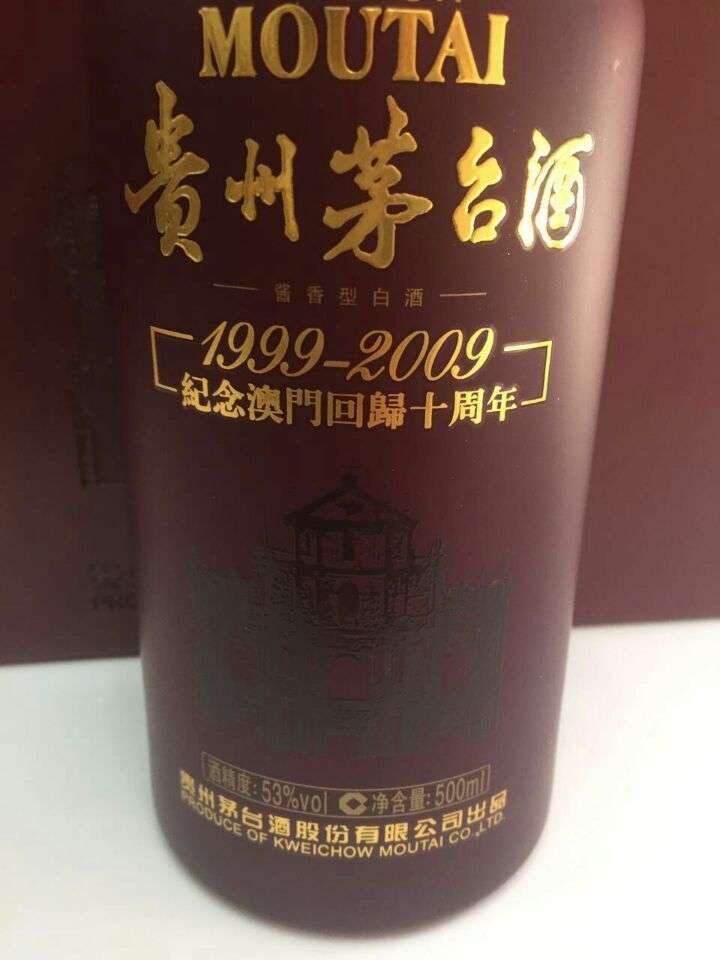 MOUTAI
貴州茅台酒
酱香型白酒
1999-2009
紀念澳門回歸十周年
酒精度:53%vol 净含量:500ml
贵州茅台酒股份有限公司出品
PRODUCE OF KWEICHOW MOUTAI CO.,LTD.